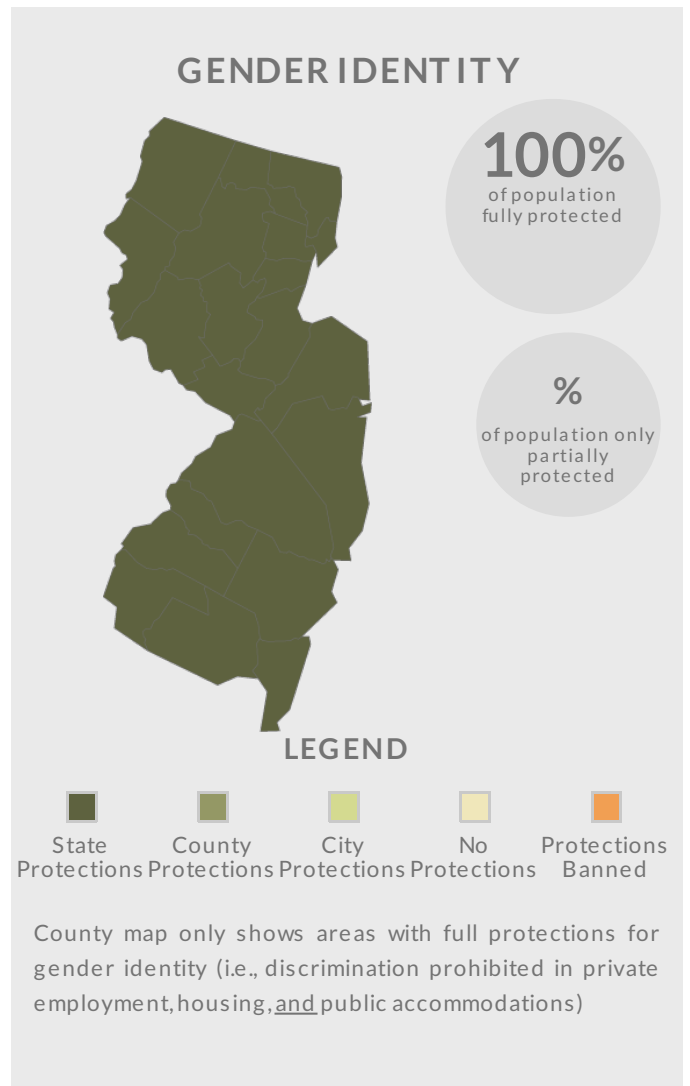 GENDER IDENTITY
100%
of population
fully protected
%
of population only
partially
protected
LEGEND
State
Protections
County
Protections
City
Protections
No
Protections
Protections
Banned
County map only shows areas with full protections for
gender identity (i.e., discrimination prohibited in private
employment, housing, and public accommodations)